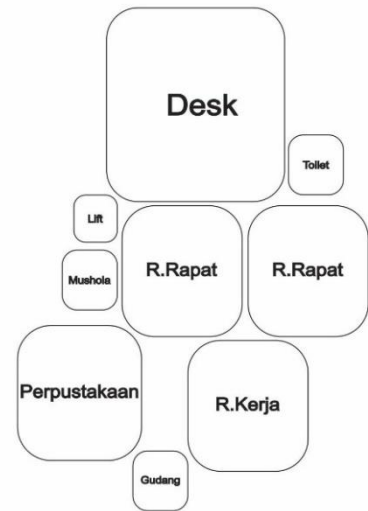 Desk
Toilet
Lift
R.Rapat
R.Rapat
Mushola
Perpustakaan
R.Kerja
Gudang